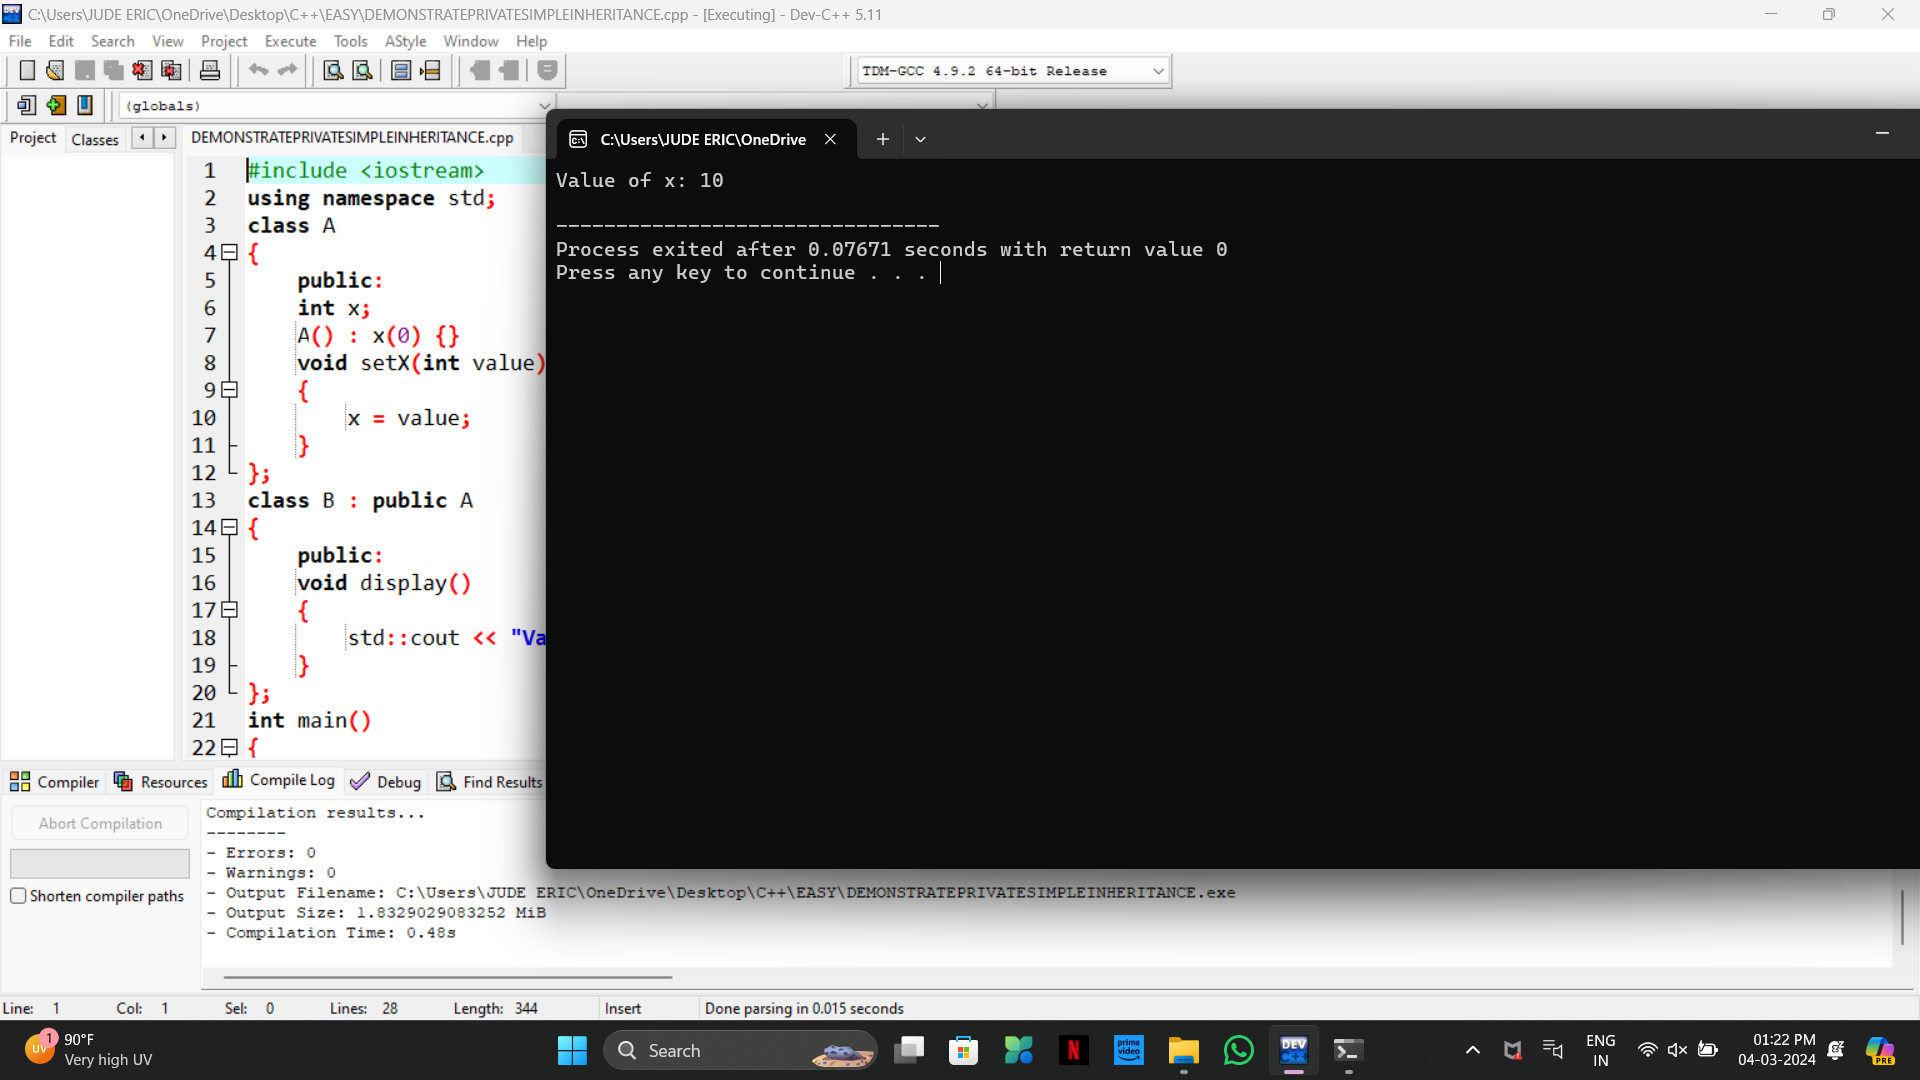 C:\Users\JUDE ERIC\OneDrive\Desktop\C++\EASY\DEMONSTRATEPRIVATESIMPLEINHERITANCE.cpp - [Executing] - Dev-C++ 5.11
File Edit Search View Project Execute Tools AStyle Window Help
TDM-GCC 4.9.2 64-bit Release
(globals)
Project Classes DEMONSTRATEPRIVATESIMPLEINHERITANCE.cpp
1 #include <iostream>
2 using namespace std;
3 class A
4 {
5 public:
6 int x;
7 A() : x(0) {}
8 void setX(int value)
9 {
10 x = value;
11 }
12 };
13 class B : public A
14 {
15 public:
16 void display()
17 {
18 std::cout << "Va
19 }
20 };
21 int main()
22 {
C:\Users\JUDE ERIC\OneDrive
Value of x: 10
--------------------------------
Process exited after 0.07671 seconds with return value 0
Press any key to continue . . .
Compiler Resources Compile Log Debug Find Results
Abort Compilation
Shorten compiler paths
Compilation results...
--------
- Errors: 0
- Warnings: 0
- Output Filename: C:\Users\JUDE ERIC\OneDrive\Desktop\C++\EASY\DEMONSTRATEPRIVATESIMPLEINHERITANCE.exe
- Output Size: 1.8329029083252 MiB
- Compilation Time: 0.48s
Line: 1 Col: 1 Sel: 0 Lines: 28 Length: 344 Insert Done parsing in 0.015 seconds
UV 1
90°F
Very high UV
Search
N
prime video
DEV C++
ENG
IN
01:22 PM
04-03-2024
PRE